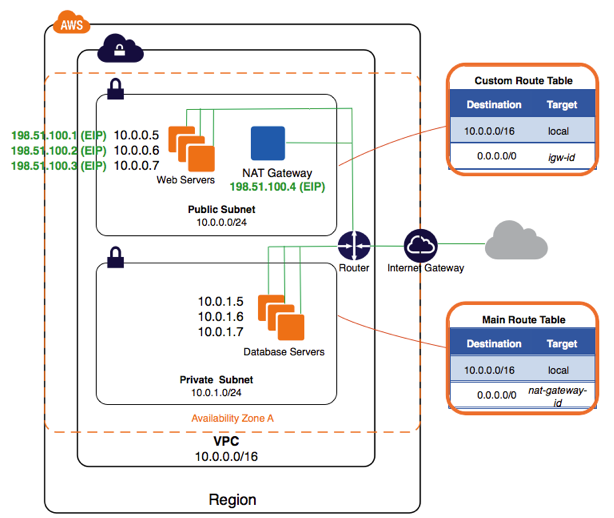 AWS
198.51.100.1 (EIP) 10.0.0.5
198.51.100.2 (EIP) 10.0.0.6
198.51.100.3 (EIP) 10.0.0.7
Web Servers
NAT Gateway
198.51.100.4 (EIP)
Public Subnet
10.0.0.0/24
Custom Route Table
Destination Target
10.0.0.0/16 local
0.0.0.0/0 igw-id
Router
Internet Gateway
10.0.1.5
10.0.1.6
10.0.1.7
Database Servers
Private Subnet
10.0.1.0/24
Main Route Table
Destination Target
10.0.0.0/16 local
0.0.0.0/0 nat-gateway-
id
Availability Zone A
VPC
10.0.0.0/16
Region